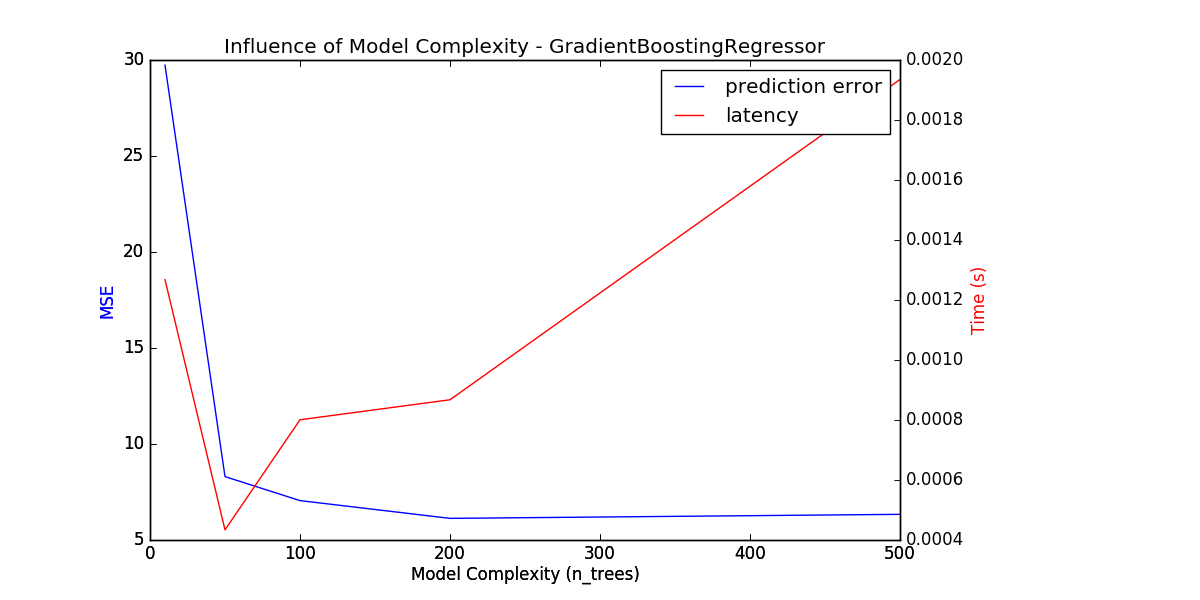 Influence of Model Complexity - GradientBoostingRegressor
30
25
20
15
10
5
MSE
prediction error
latency
0.0020
0.0018
0.0016
0.0014
0.0012
0.0010
0.0008
0.0006
0.0004
Time (s)
0 100 200 300 400 500
Model Complexity (n_trees)